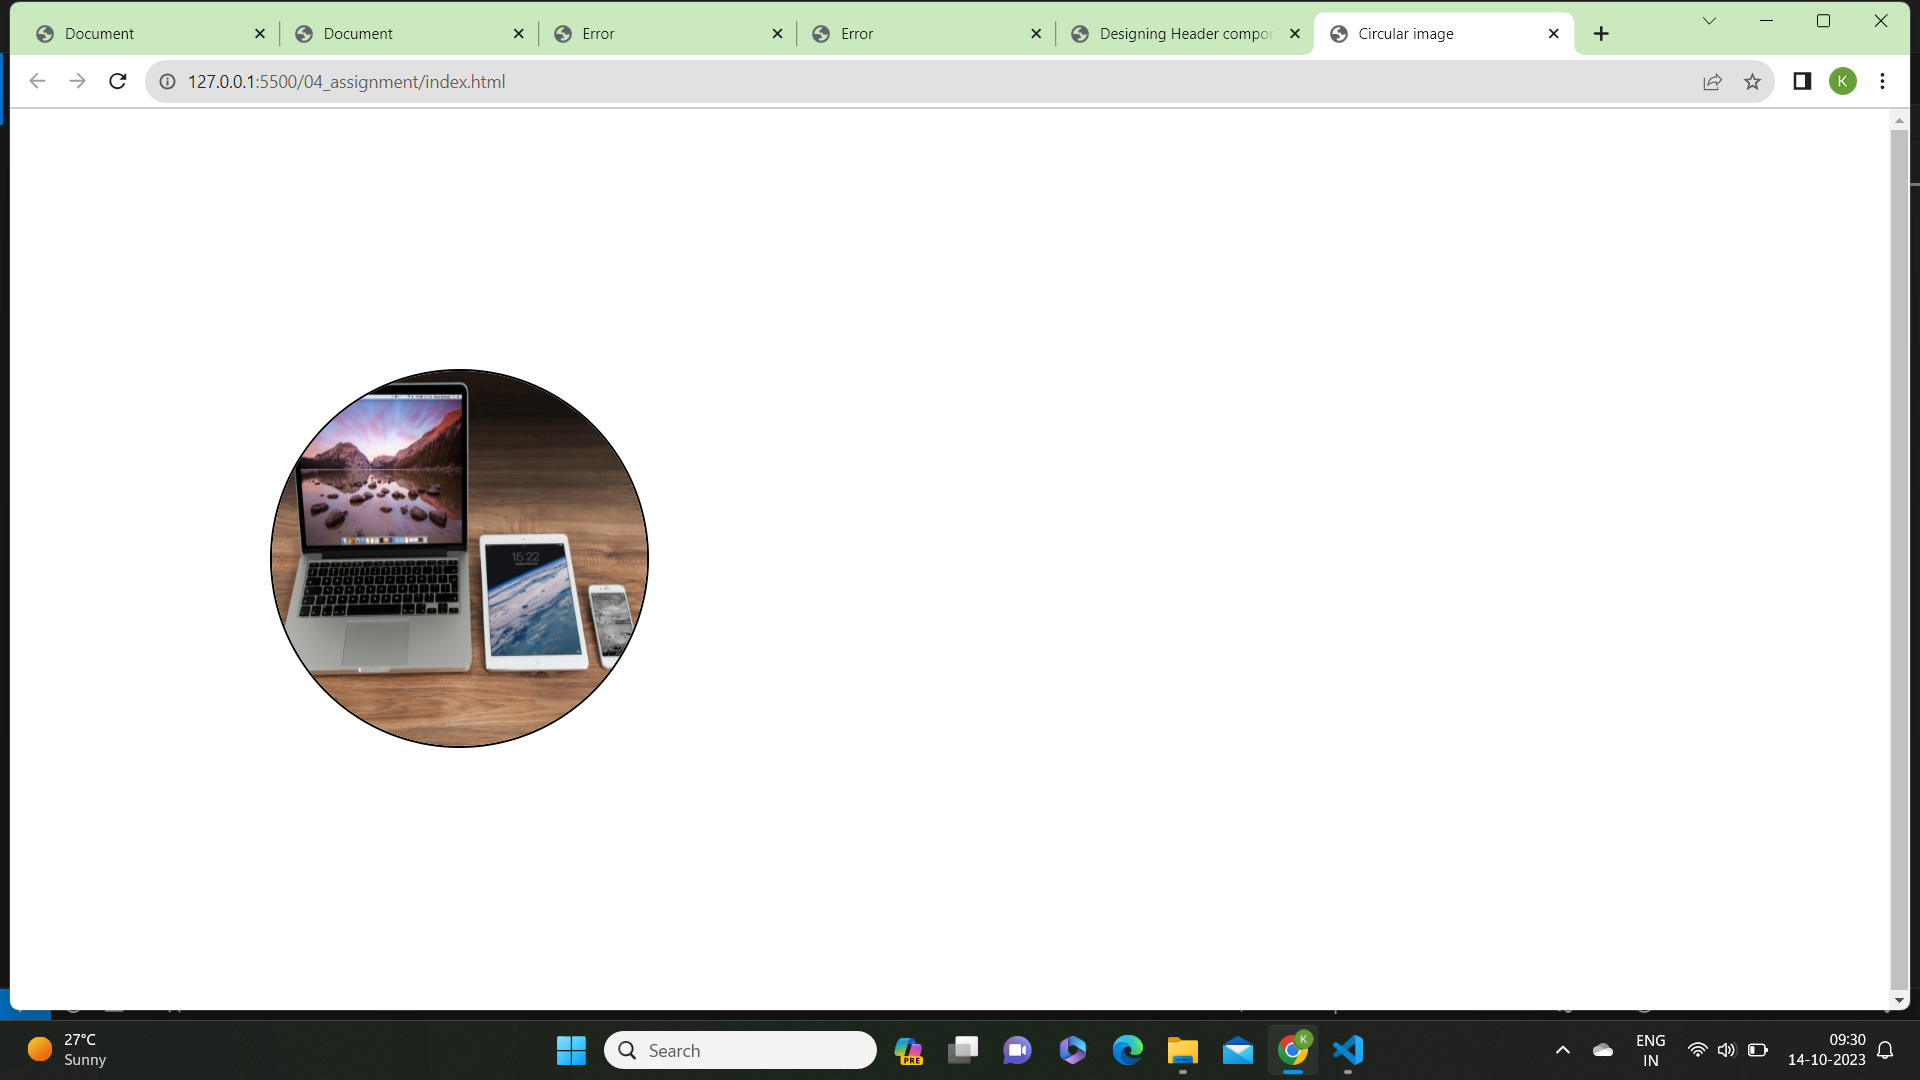 Document
Document
Error
Error
Designing Header compor
Circular image
127.0.0.1:5500/04_assignment/index.html
K
15:22
27°C
Sunny
Search
PRE
K
ENG
IN
09:30
14-10-2023